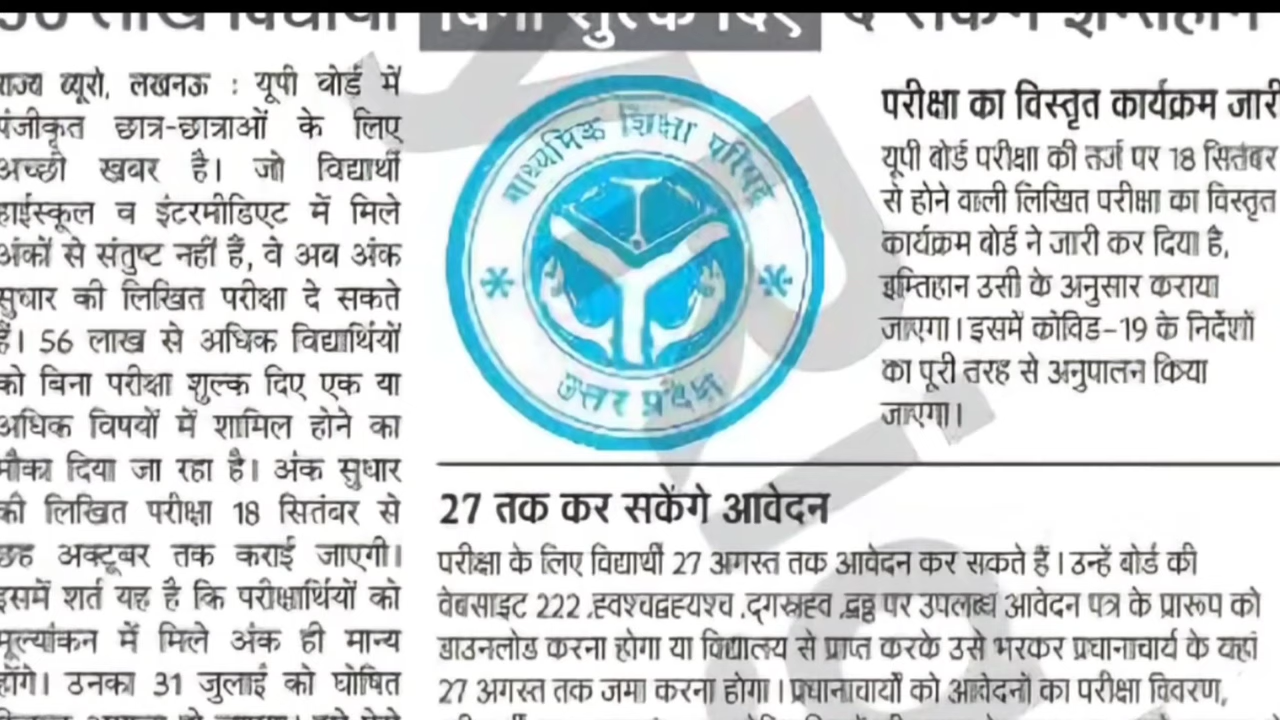 56 लाख विद्यार्थी बिना शुल्क दिए दे सकेंगे इम्तिहान
राज्य ब्यूरो, लखनऊ : यूपी बोर्ड में
पंजीकृत छात्र-छात्राओं के लिए
अच्छी खबर है। जो विद्यार्थी
हाईस्कूल व इंटरमीडिएट में मिले
अंकों से संतुष्ट नहीं हैं, वे अब अंक
सुधार की लिखित परीक्षा दे सकते
हैं। 56 लाख से अधिक विद्यार्थियों
को बिना परीक्षा शुल्क दिए एक या
अधिक विषयों में शामिल होने का
मौका दिया जा रहा है। अंक सुधार
की लिखित परीक्षा 18 सितंबर से
छह अक्टूबर तक कराई जाएगी।
इसमें शर्त यह है कि परीक्षार्थियों को
मूल्यांकन में मिले अंक ही मान्य
होंगे। उनका 31 जुलाई को घोषित
माध्यमिक शिक्षा परिषद
उत्तर प्रदेश
परीक्षा का विस्तृत कार्यक्रम जारी
यूपी बोर्ड परीक्षा की तर्ज पर 18 सितंबर
से होने वाली लिखित परीक्षा का विस्तृत
कार्यक्रम बोर्ड ने जारी कर दिया है,
इम्तिहान उसी के अनुसार कराया
जाएगा। इसमें कोविड-19 के निर्देशों
का पूरी तरह से अनुपालन किया
जाएगा।
27 तक कर सकेंगे आवेदन
परीक्षा के लिए विद्यार्थी 27 अगस्त तक आवेदन कर सकते हैं। उन्हें बोर्ड की
वेबसाइट 222 पर उपलब्ध आवेदन पत्र के प्रारूप को
डाउनलोड करना होगा या विद्यालय से प्राप्त करके उसे भरकर प्रधानाचार्य के यहां
27 अगस्त तक जमा करना होगा। प्रधानाचार्यों को आवेदनों का परीक्षा विवरण,